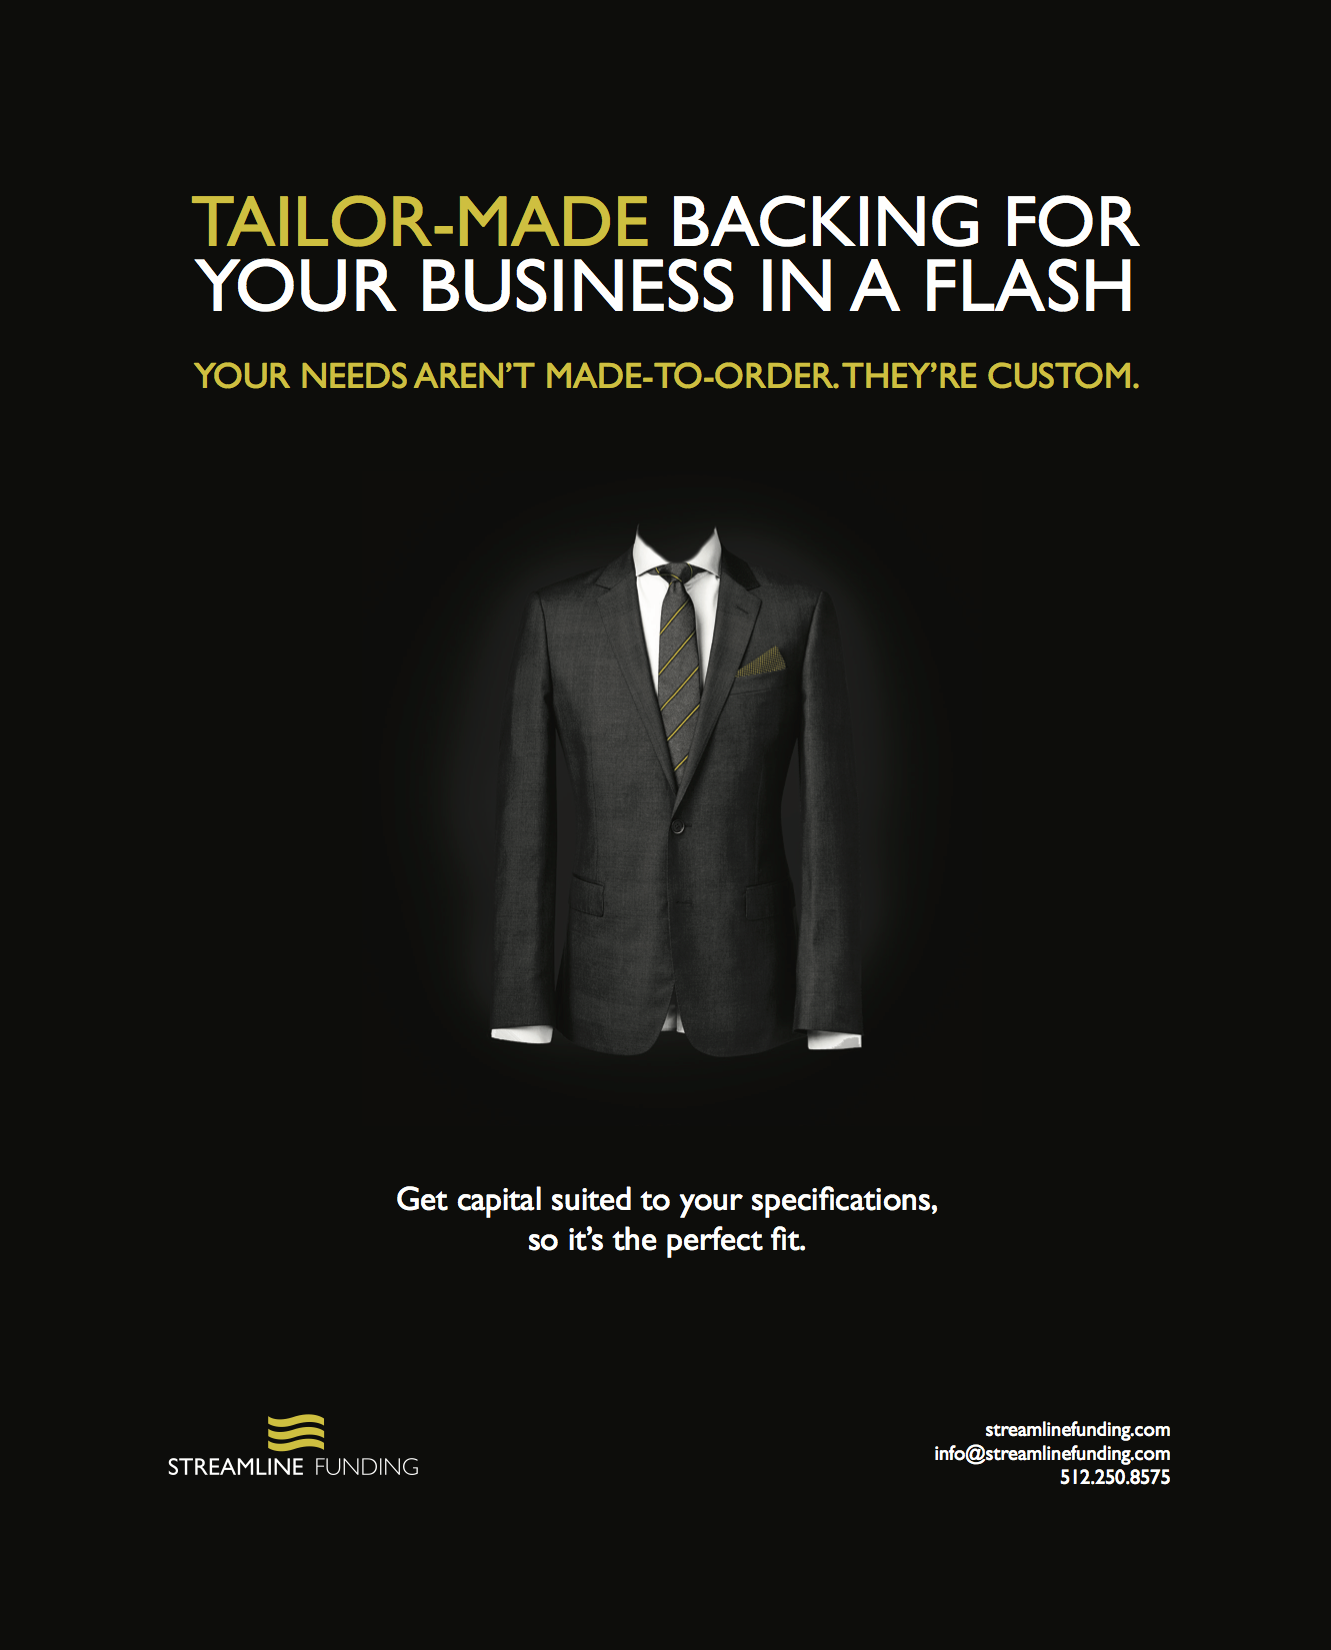 TAILOR-MADE BACKING FOR
YOUR BUSINESS IN A FLASH
YOUR NEEDS AREN’T MADE-TO-ORDER. THEY’RE CUSTOM.
Get capital suited to your specifications,
so it’s the perfect fit.
STREAMLINE FUNDING
streamlinefunding.com
info@streamlinefunding.com
512.250.8575